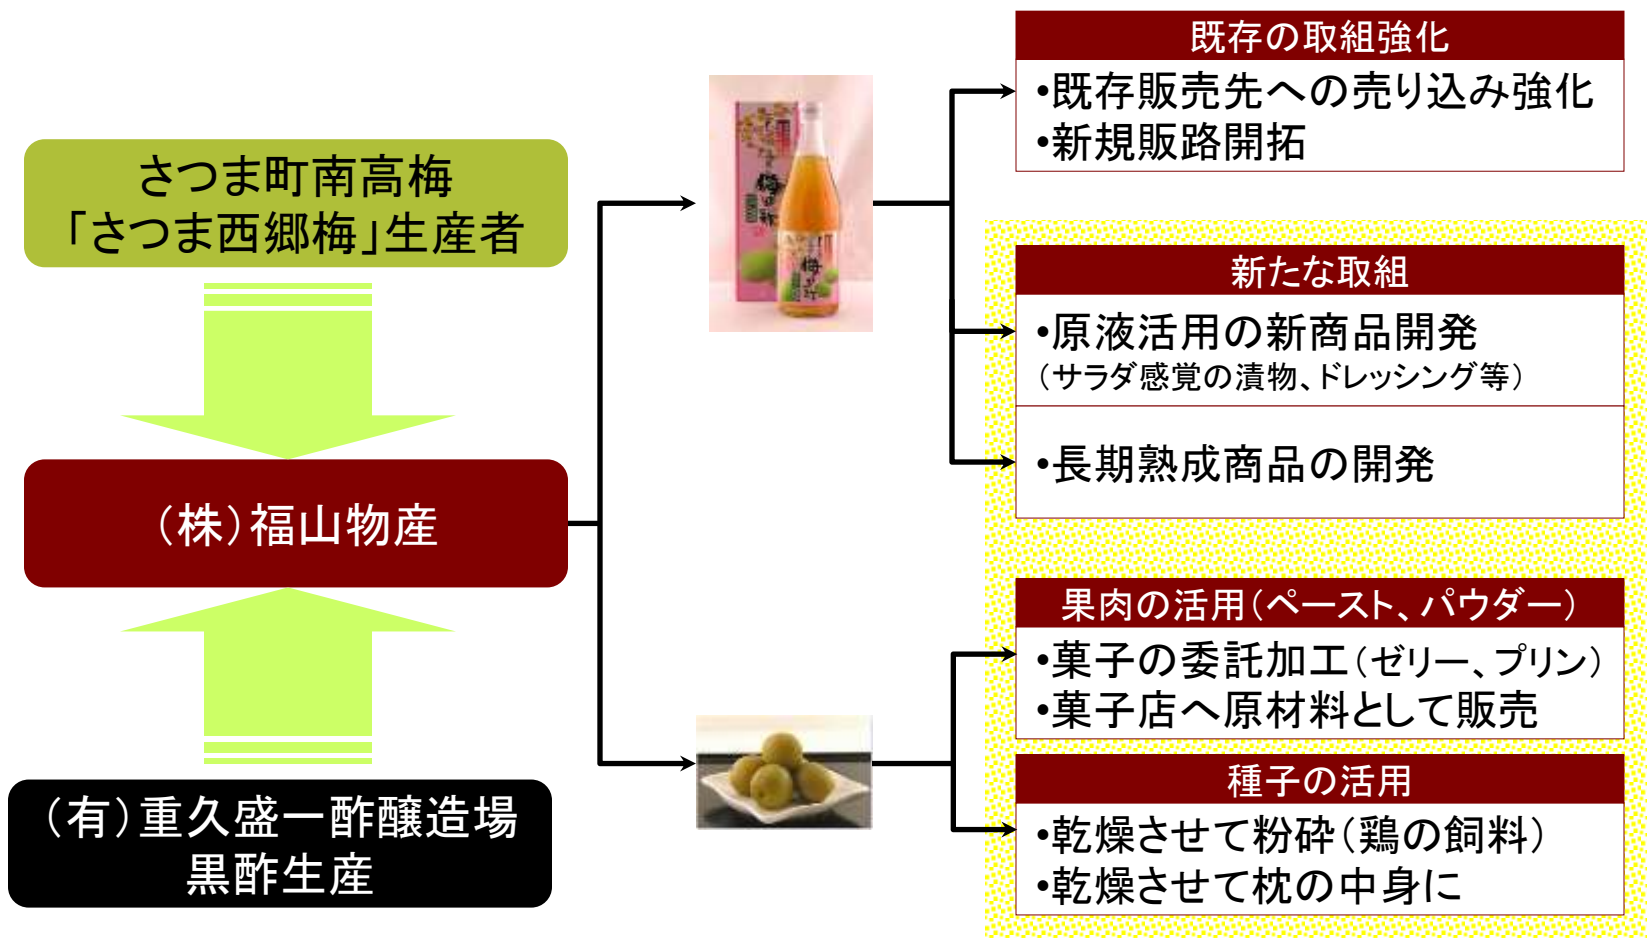 さつま町南高梅
「さつま西郷梅」生産者
（株）福山物産
（有）重久盛一酢醸造場
黒酢生産
既存の取組強化
•既存販売先への売り込み強化
•新規販路開拓
新たな取組
•原液活用の新商品開発
（サラダ感覚の漬物、ドレッシング等）
•長期熟成商品の開発
果肉の活用（ペースト、パウダー）
•菓子の委託加工（ゼリー、プリン）
•菓子店へ原材料として販売
種子の活用
•乾燥させて粉砕（鶏の飼料）
•乾燥させて枕の中身に